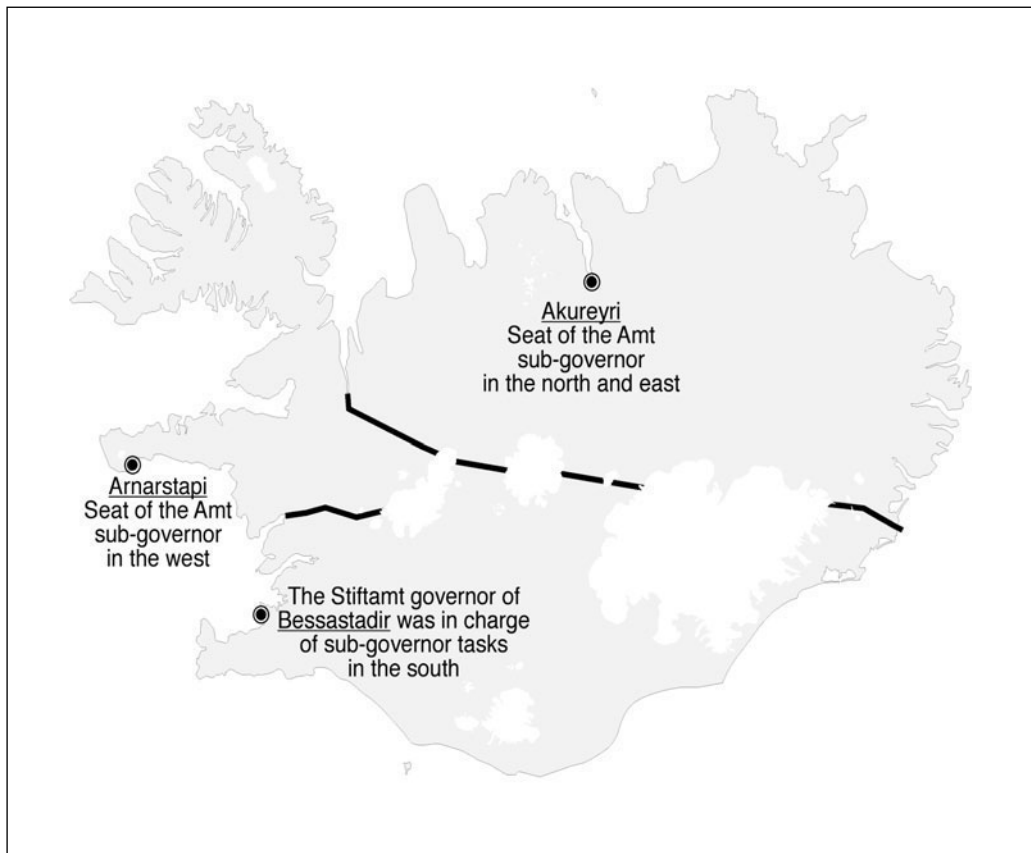 Akureyri
Seat of the Amt
sub-governor
in the north and east
Arnarstapi
Seat of the Amt
sub-governor
in the west
The Stiftamt governor of
Bessastadir was in charge
of sub-governor tasks
in the south